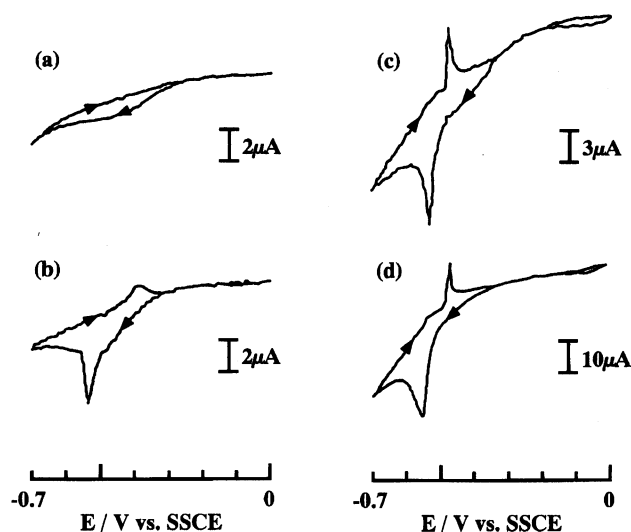 (a)
2μA
(b)
2μA
-0.7
0
E / V vs. SSCE
(c)
3μA
(d)
10μA
-0.7
0
E / V vs. SSCE